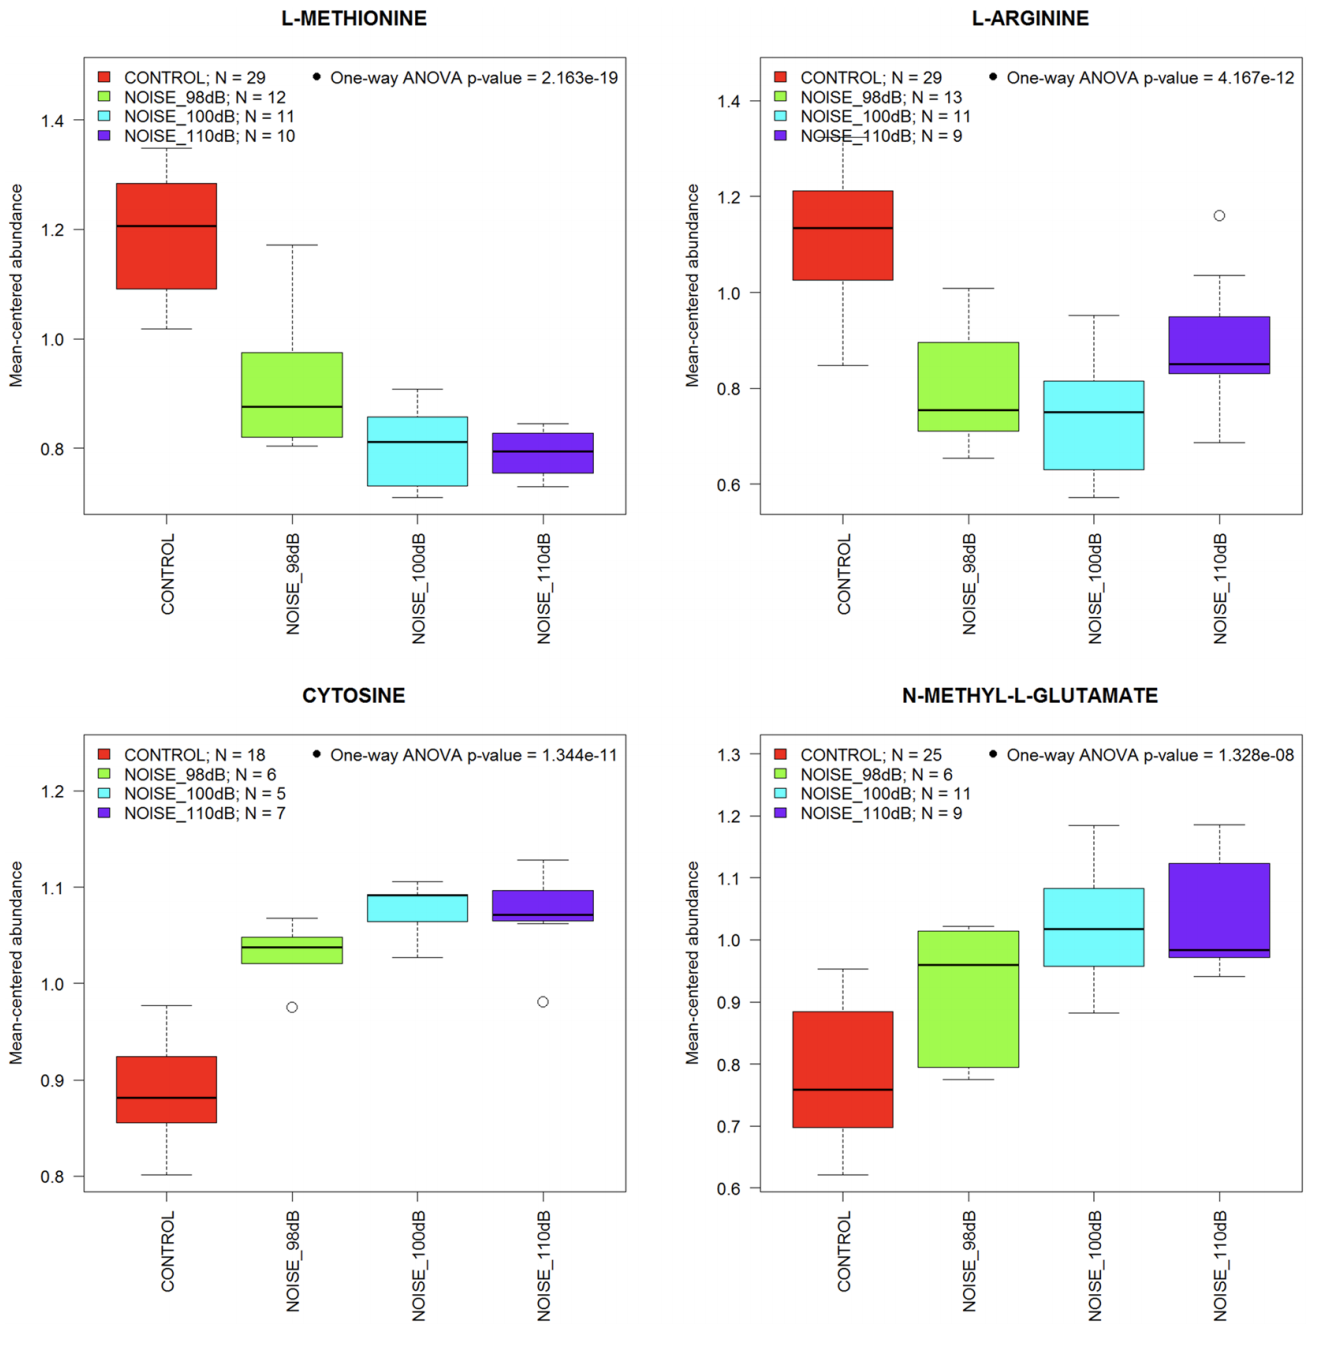 L-METHIONINE
CONTROL; N = 29
NOISE_98dB; N = 12
NOISE_100dB; N = 11
NOISE_110dB; N = 10
One-way ANOVA p-value = 2.163e-19
Mean-centered abundance
1.4
1.2
1.0
0.8
CONTROL
NOISE_98dB
NOISE_100dB
NOISE_110dB
L-ARGININE
CONTROL; N = 29
NOISE_98dB; N = 13
NOISE_100dB; N = 11
NOISE_110dB; N = 9
One-way ANOVA p-value = 4.167e-12
Mean-centered abundance
1.4
1.2
1.0
0.8
0.6
CONTROL
NOISE_98dB
NOISE_100dB
NOISE_110dB
CYTOSINE
CONTROL; N = 18
NOISE_98dB; N = 6
NOISE_100dB; N = 5
NOISE_110dB; N = 7
One-way ANOVA p-value = 1.344e-11
Mean-centered abundance
1.2
1.1
1.0
0.9
0.8
CONTROL
NOISE_98dB
NOISE_100dB
NOISE_110dB
N-METHYL-L-GLUTAMATE
CONTROL; N = 25
NOISE_98dB; N = 6
NOISE_100dB; N = 11
NOISE_110dB; N = 9
One-way ANOVA p-value = 1.328e-08
Mean-centered abundance
1.3
1.2
1.1
1.0
0.9
0.8
0.7
0.6
CONTROL
NOISE_98dB
NOISE_100dB
NOISE_110dB